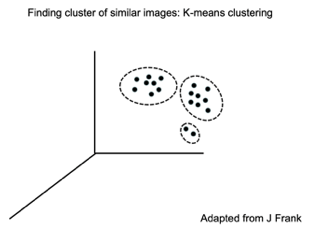 Finding cluster of similar images: K-means clustering
Adapted from J Frank